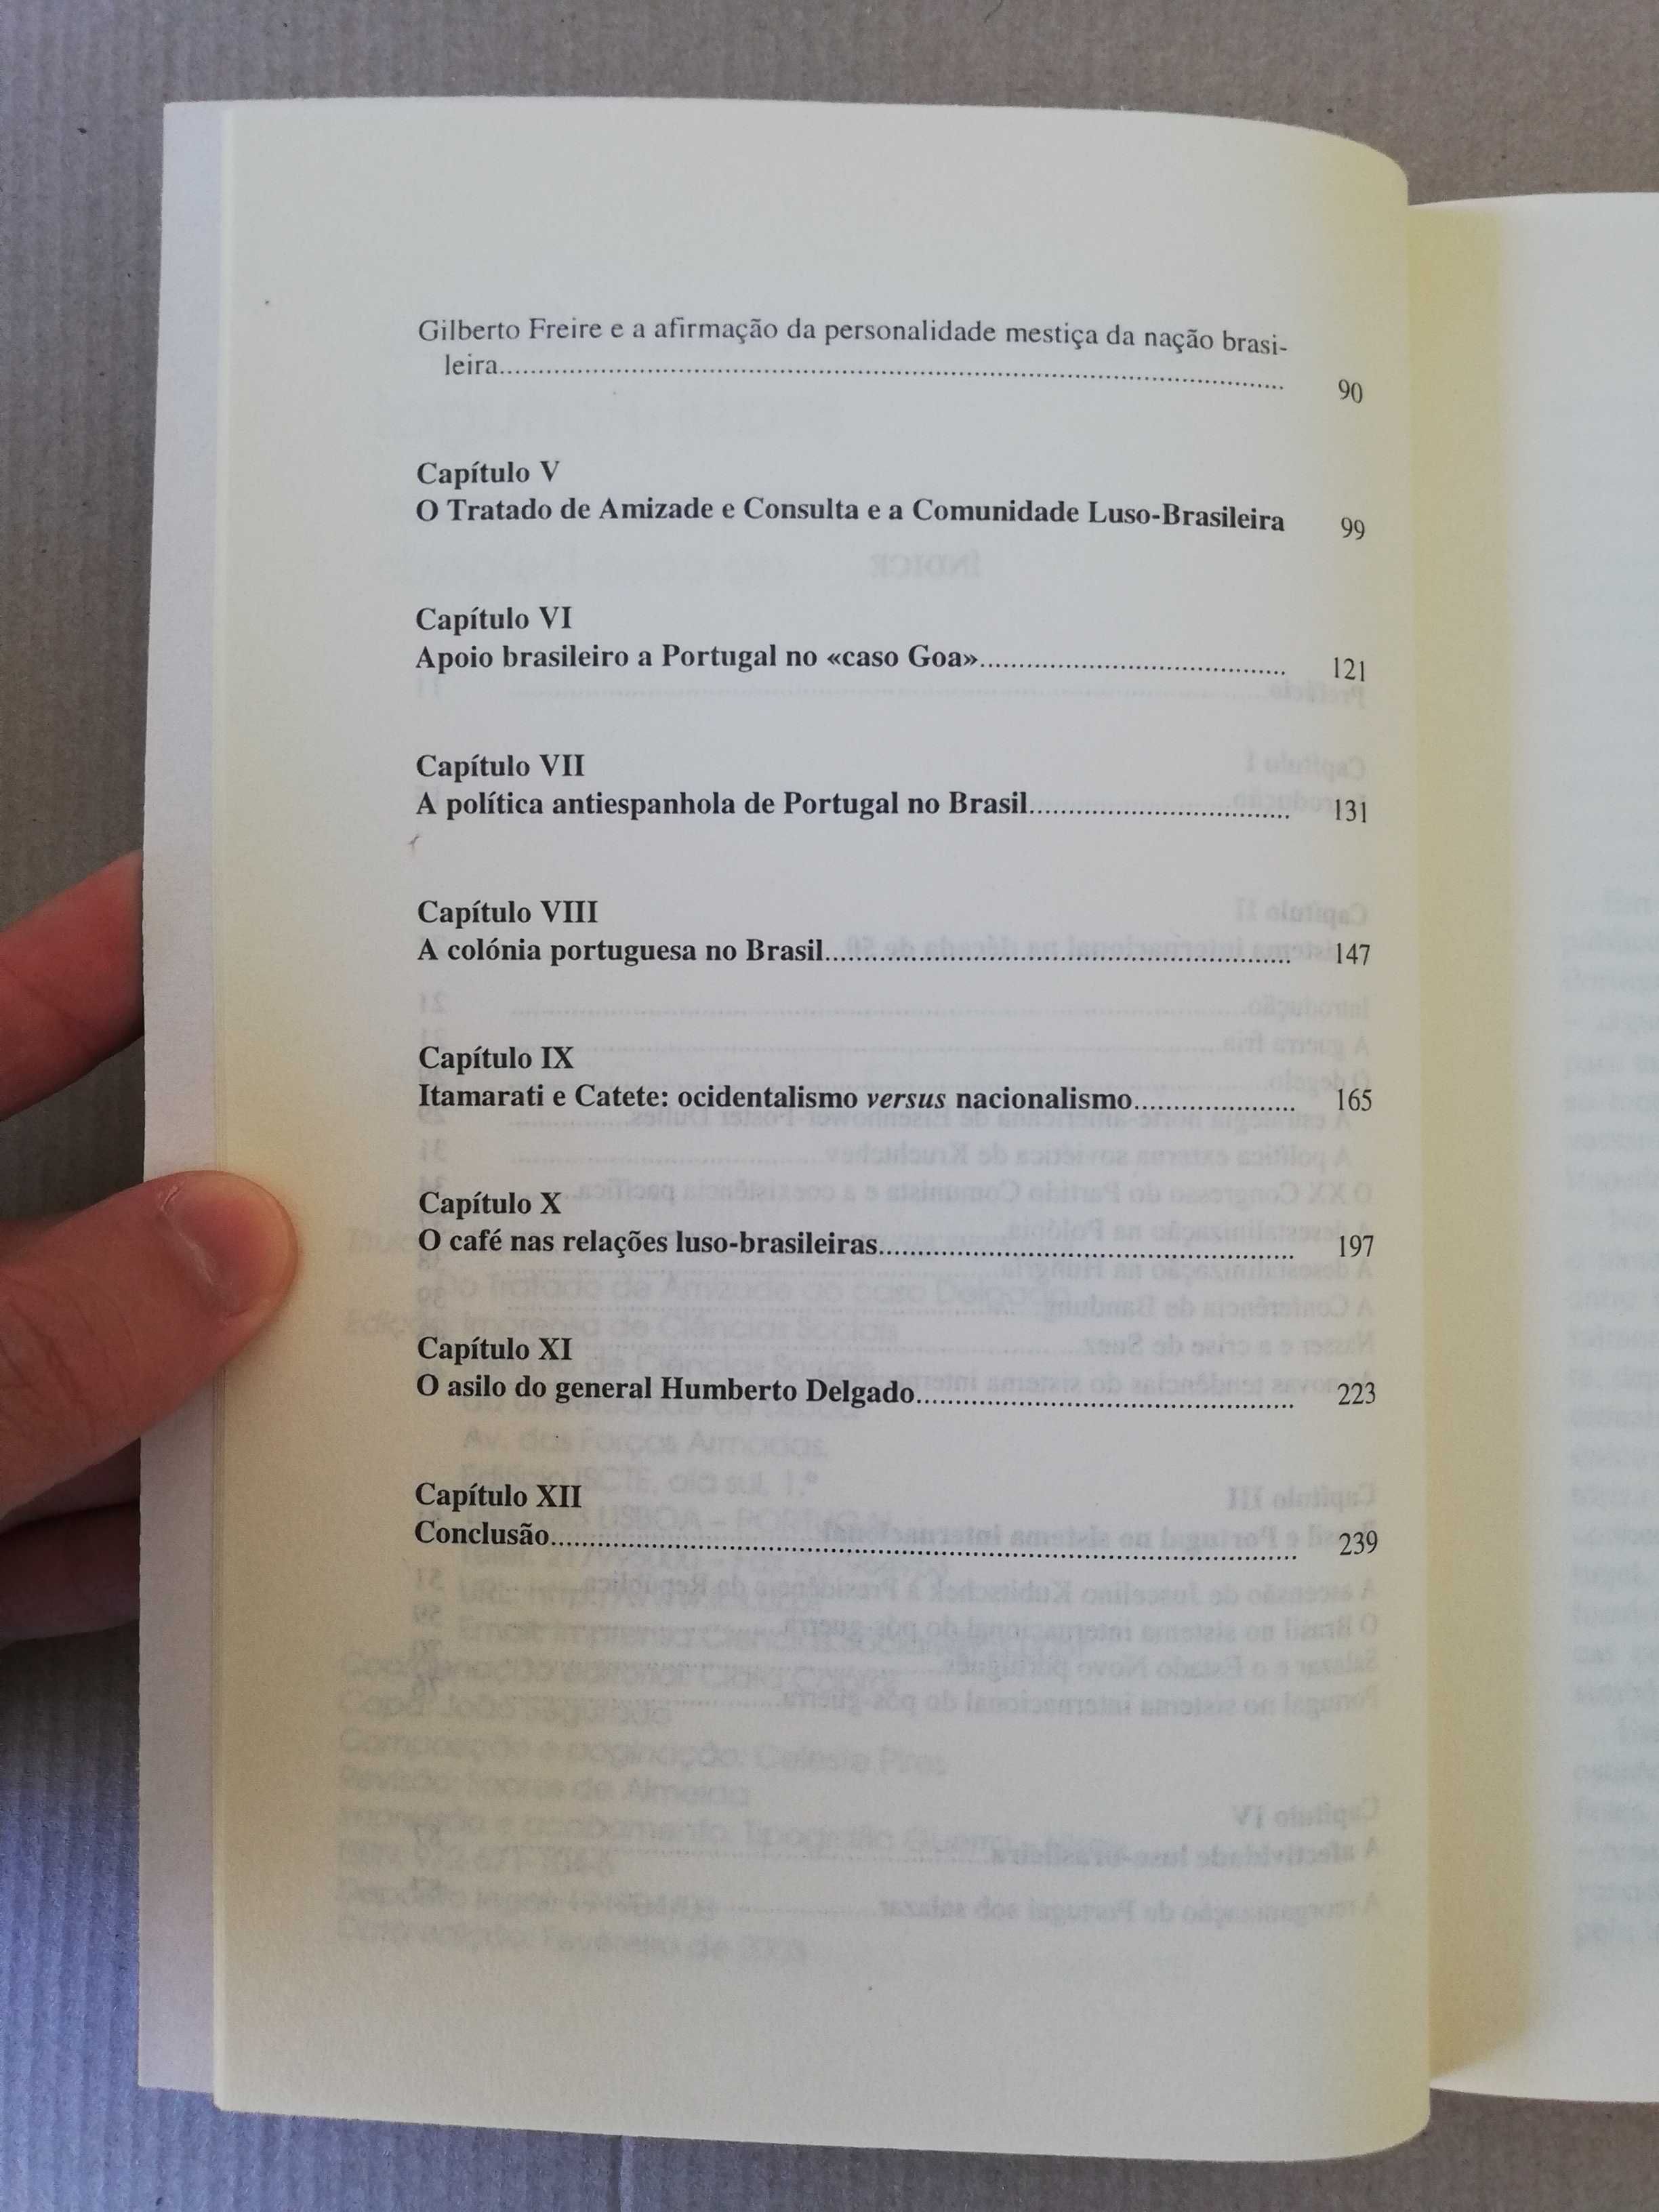 Gilberto Freire e a afirmação da personalidade mestiça da nação brasi-
leira.......... 90
Capítulo V
O Tratado de Amizade e Consulta e a Comunidade Luso-Brasileira 99
Capítulo VI
Apoio brasileiro a Portugal no «caso Goa».......... 121
Capítulo VII
A política antiespanhola de Portugal no Brasil.......... 131
Capítulo VIII
A colónia portuguesa no Brasil.......... 147
Capítulo IX
Itamarati e Catete: ocidentalismo versus nacionalismo.......... 165
Capítulo X
O café nas relações luso-brasileiras.......... 197
Capítulo XI
O asilo do general Humberto Delgado.......... 223
Capítulo XII
Conclusão.......... 239